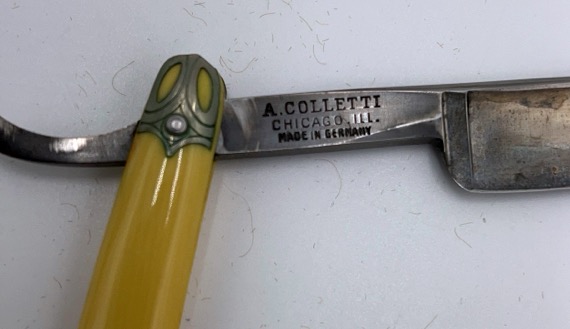 A.COLLETTI
CHICAGO, ILL.
MADE IN GERMANY